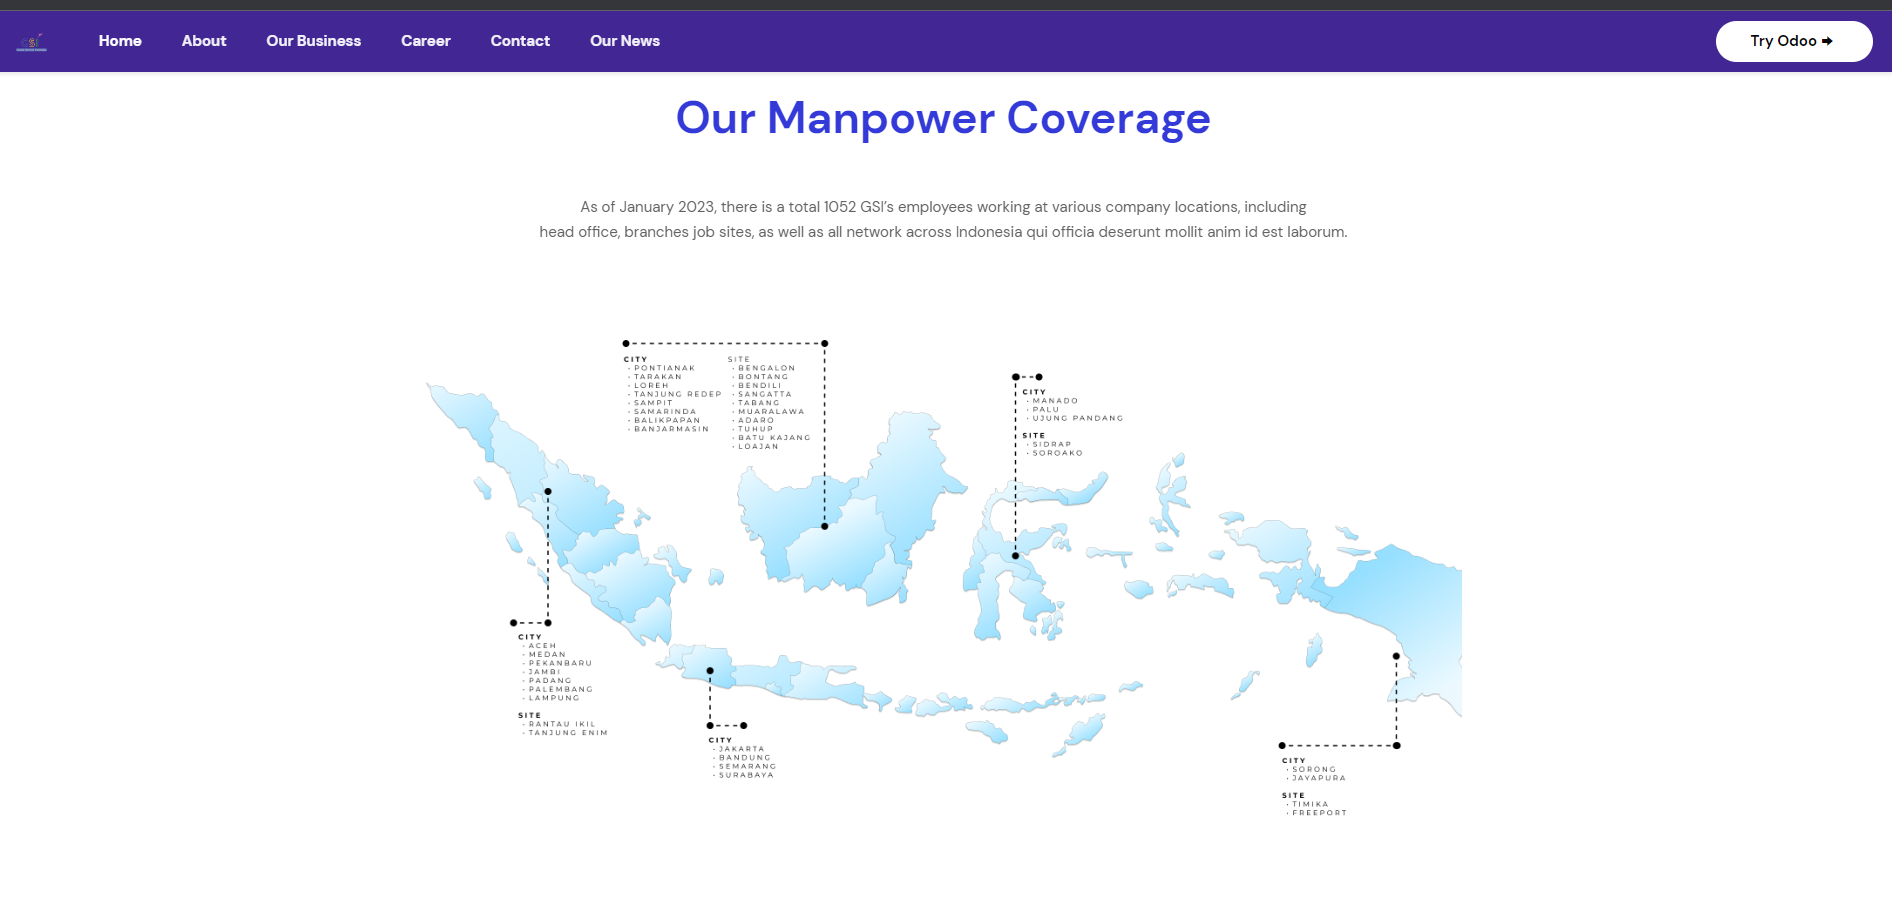 GSI
Home About Our Business Career Contact Our News Try Odoo ➡
Our Manpower Coverage
As of January 2023, there is a total 1052 GSI’s employees working at various company locations, including
head office, branches job sites, as well as all network across Indonesia qui officia deserunt mollit anim id est laborum.
CITY
- PONTIANAK
- TARAKAN
- LOREH
- TANJUNG REDEP
- SAMPIT
- SAMARINDA
- BALIKPAPAN
- BANJARMASIN
SITE
- BENGALON
- BONTANG
- BENDILI
- SANGATTA
- TABANG
- MUARALAWA
- ADARO
- TUHUP
- BATU KAJANG
- LOAJAN
CITY
- MANADO
- PALU
- UJUNG PANDANG
SITE
- SIDRAP
- SOROAKO
CITY
- ACEH
- MEDAN
- PEKANBARU
- JAMBI
- PADANG
- PALEMBANG
- LAMPUNG
SITE
- RANTAU IKIL
- TANJUNG ENIM
CITY
- JAKARTA
- BANDUNG
- SEMARANG
- SURABAYA
CITY
- SORONG
- JAYAPURA
SITE
- TIMIKA
- FREEPORT